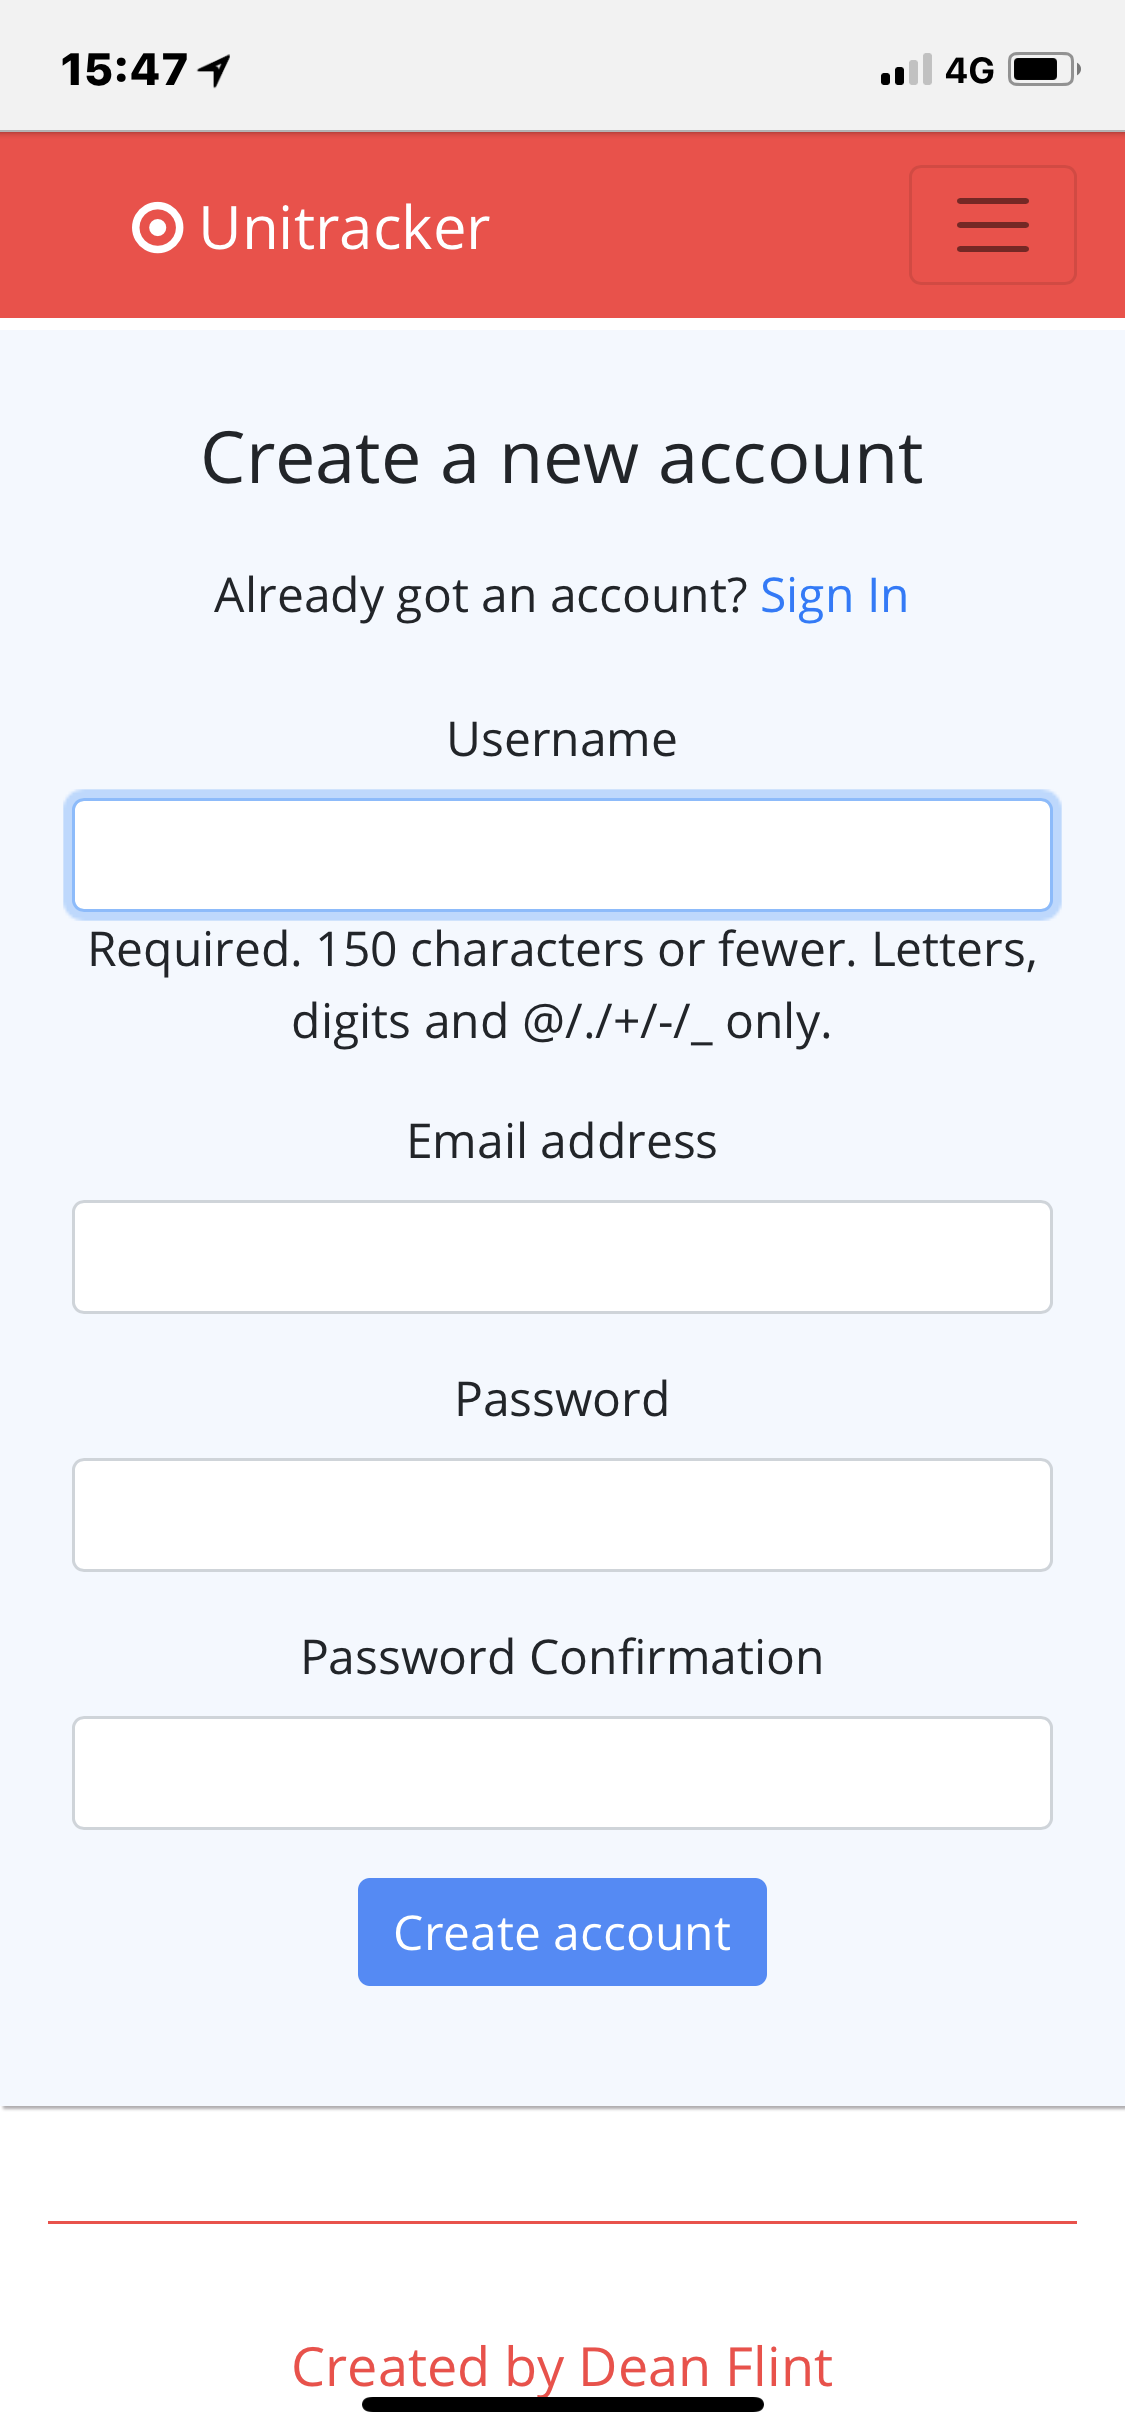 15:47
4G
Unitracker
Create a new account
Already got an account? Sign In
Username
Required. 150 characters or fewer. Letters,
digits and @/./+/-/_ only.
Email address
Password
Password Confirmation
Create account
Created by Dean Flint